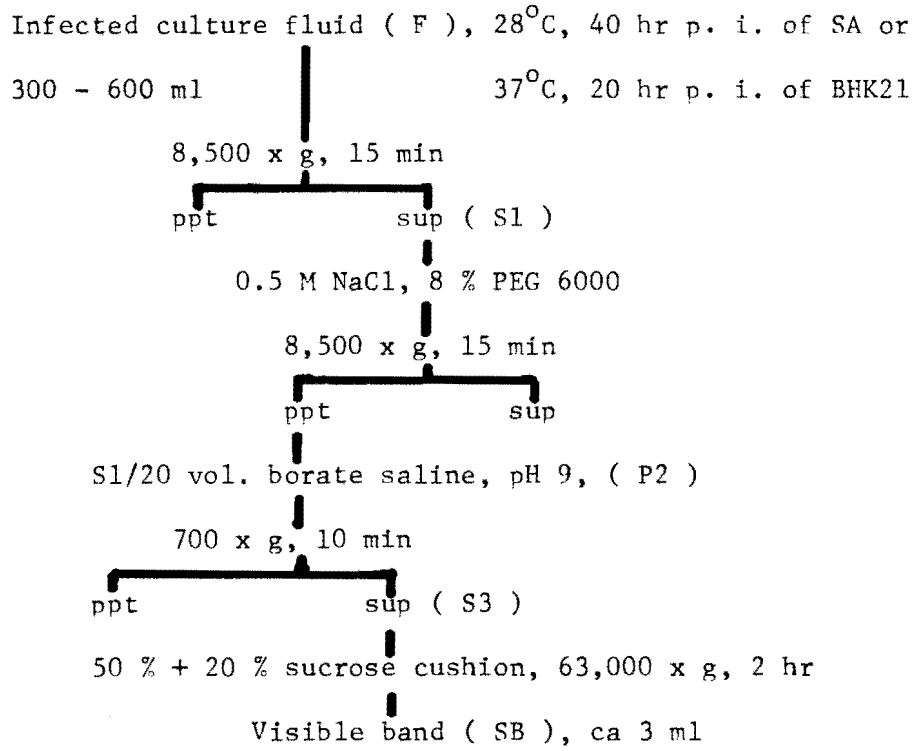 Infected culture fluid ( F ), 28°C, 40 hr p. i. of SA or
300 - 600 ml 37°C, 20 hr p. i. of BHK21
8,500 x g, 15 min
ppt sup ( S1 )
0.5 M NaCl, 8 % PEG 6000
8,500 x g, 15 min
ppt sup
S1/20 vol. borate saline, pH 9, ( P2 )
700 x g, 10 min
ppt sup ( S3 )
50 % + 20 % sucrose cushion, 63,000 x g, 2 hr
Visible band ( SB ), ca 3 ml